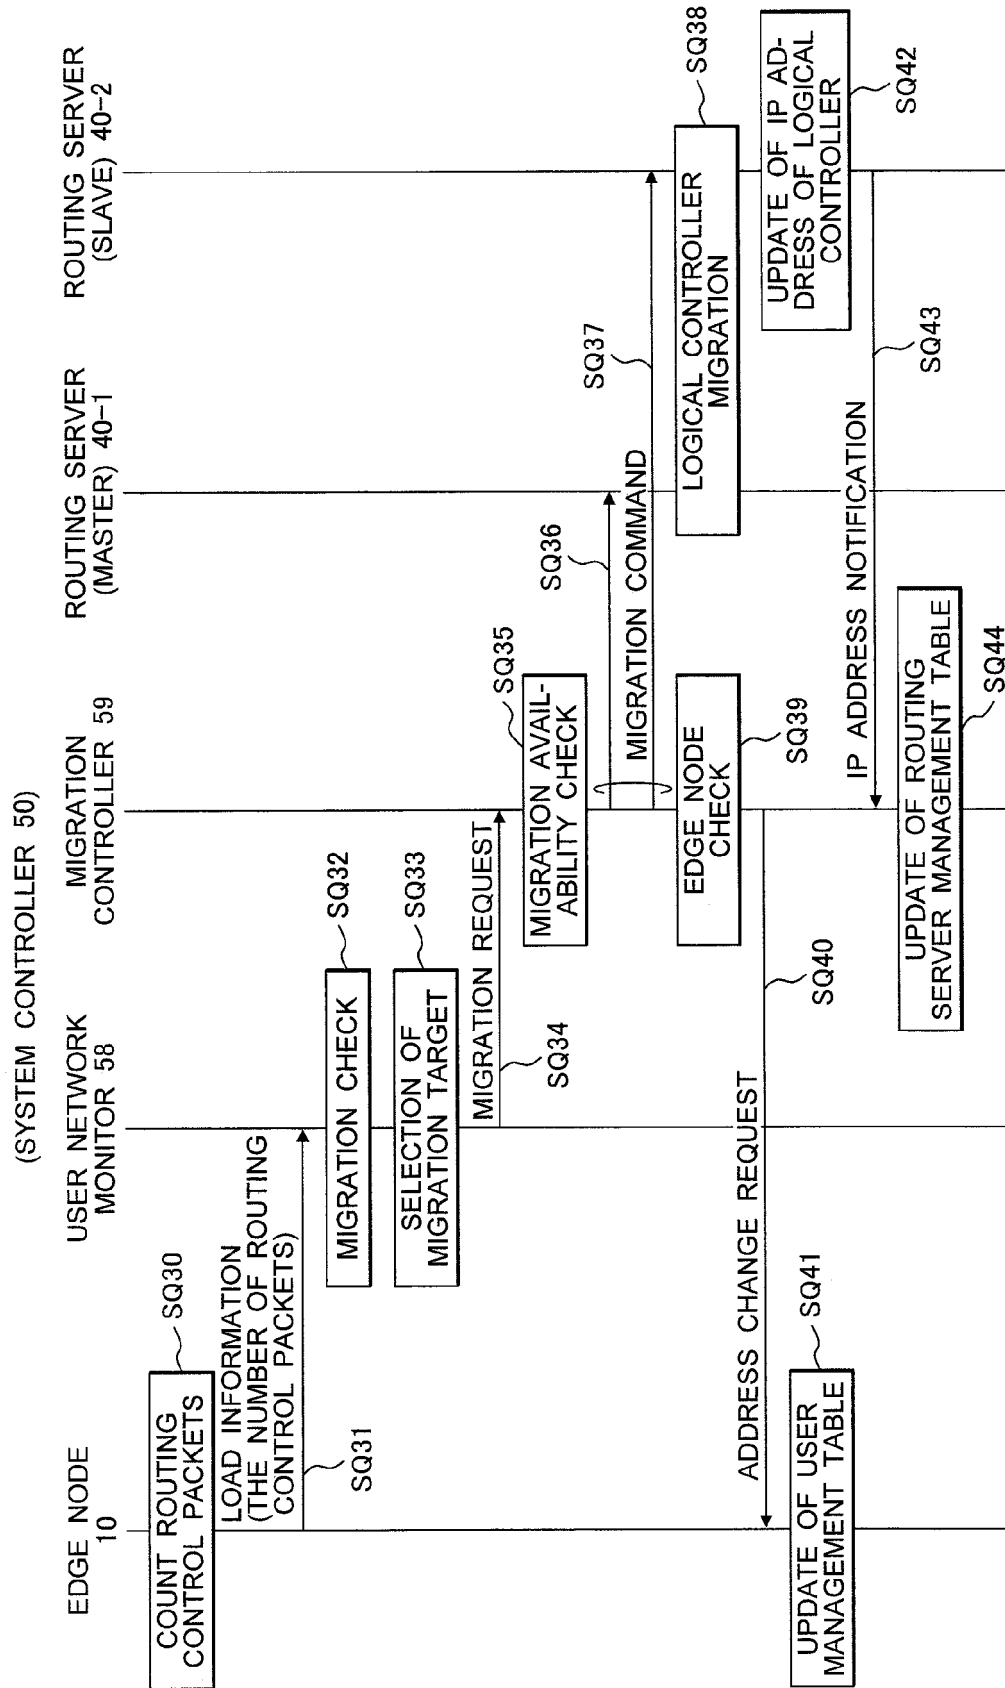 (SYSTEM CONTROLLER 50)
EDGE NODE
10
USER NETWORK
MONITOR 58
MIGRATION
CONTROLLER 59
ROUTING SERVER
(MASTER) 40-1
ROUTING SERVER
(SLAVE) 40-2
COUNT ROUTING
CONTROL PACKETS
SQ30
LOAD INFORMATION
(THE NUMBER OF ROUTING
CONTROL PACKETS)
SQ31
MIGRATION CHECK
SQ32
SELECTION OF
MIGRATION TARGET
SQ33
MIGRATION REQUEST
SQ34
MIGRATION AVAIL-
ABILITY CHECK
SQ35
SQ36
MIGRATION COMMAND
SQ37
LOGICAL CONTROLLER
MIGRATION
SQ38
EDGE NODE
CHECK
SQ39
ADDRESS CHANGE REQUEST
SQ40
UPDATE OF USER
MANAGEMENT TABLE
SQ41
UPDATE OF IP AD-
DRESS OF LOGICAL
CONTROLLER
SQ42
IP ADDRESS NOTIFICATION
SQ43
UPDATE OF ROUTING
SERVER MANAGEMENT TABLE
SQ44